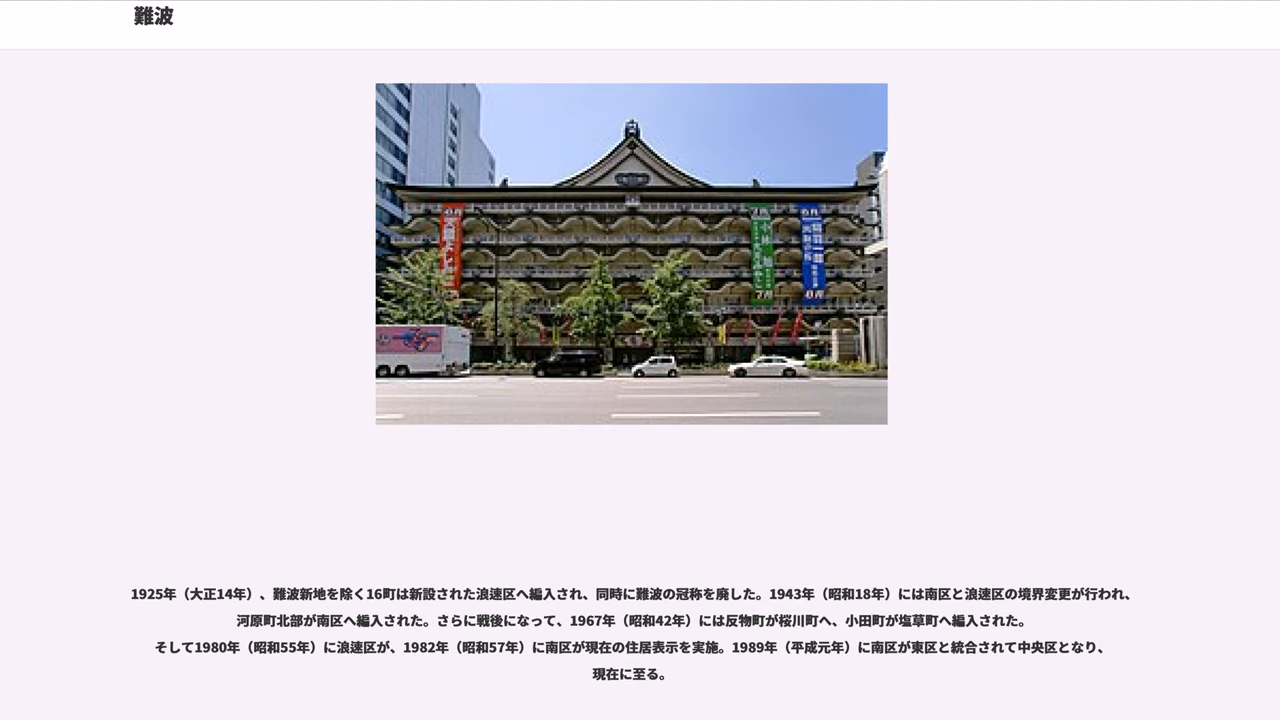 難波
小林 旭
7月
1925年（大正14年）、難波新地を除く16町は新設された浪速区へ編入され、同時に難波の冠称を廃した。1943年（昭和18年）には南区と浪速区の境界変更が行われ、
河原町北部が南区へ編入された。さらに戦後になって、1967年（昭和42年）には反物町が桜川町へ、小田町が塩草町へ編入された。
そして1980年（昭和55年）に浪速区が、1982年（昭和57年）に南区が現在の住居表示を実施。1989年（平成元年）に南区が東区と統合されて中央区となり、
現在に至る。